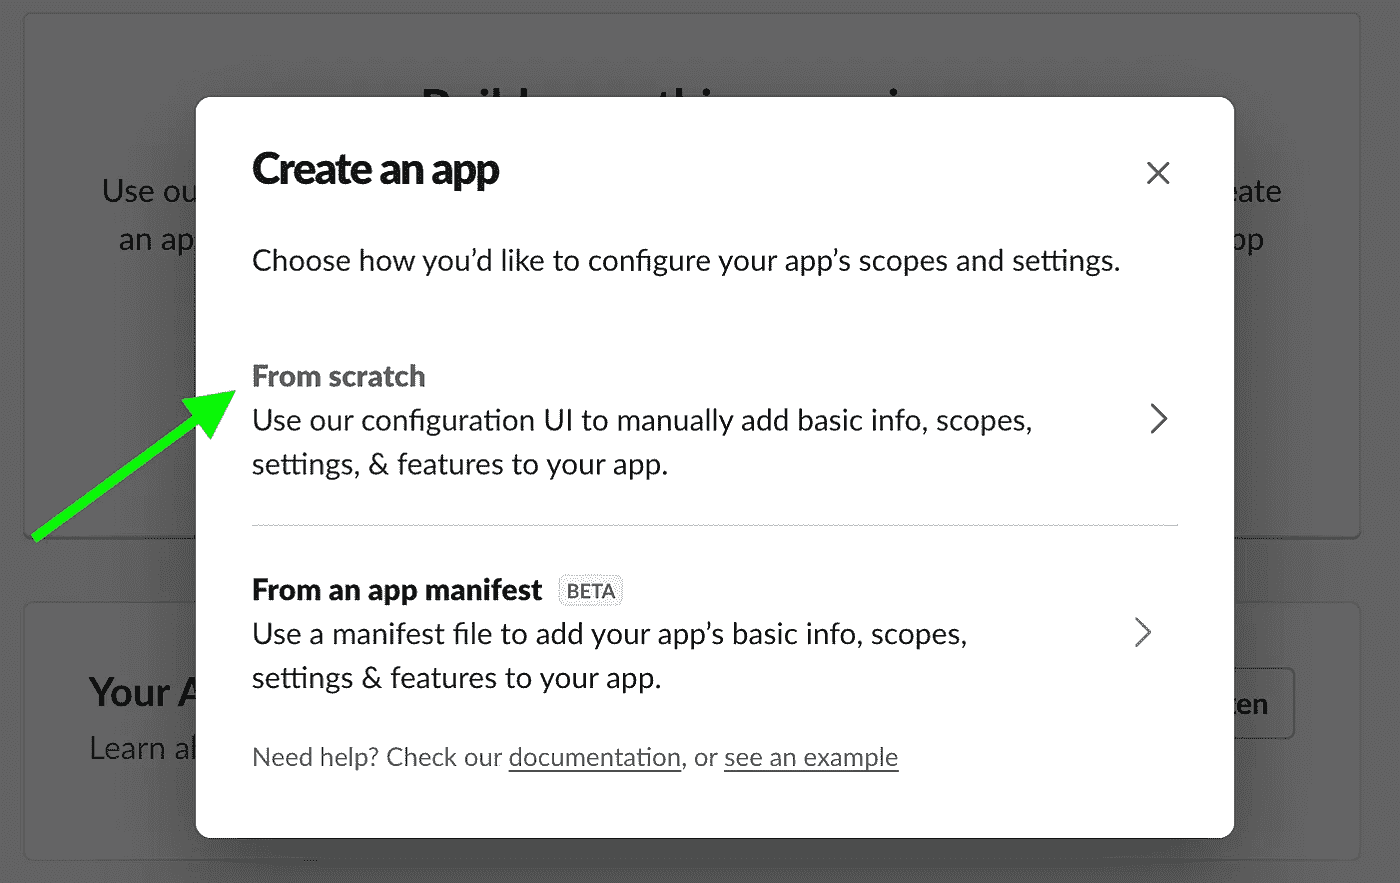 Create an app
Use ou
eate
an ap
pp
Choose how you’d like to configure your app’s scopes and settings.
From scratch
Use our configuration UI to manually add basic info, scopes,
settings, & features to your app.
From an app manifest BETA
Use a manifest file to add your app’s basic info, scopes,
settings & features to your app.
Your A
en
Learn al
Need help? Check our documentation, or see an example